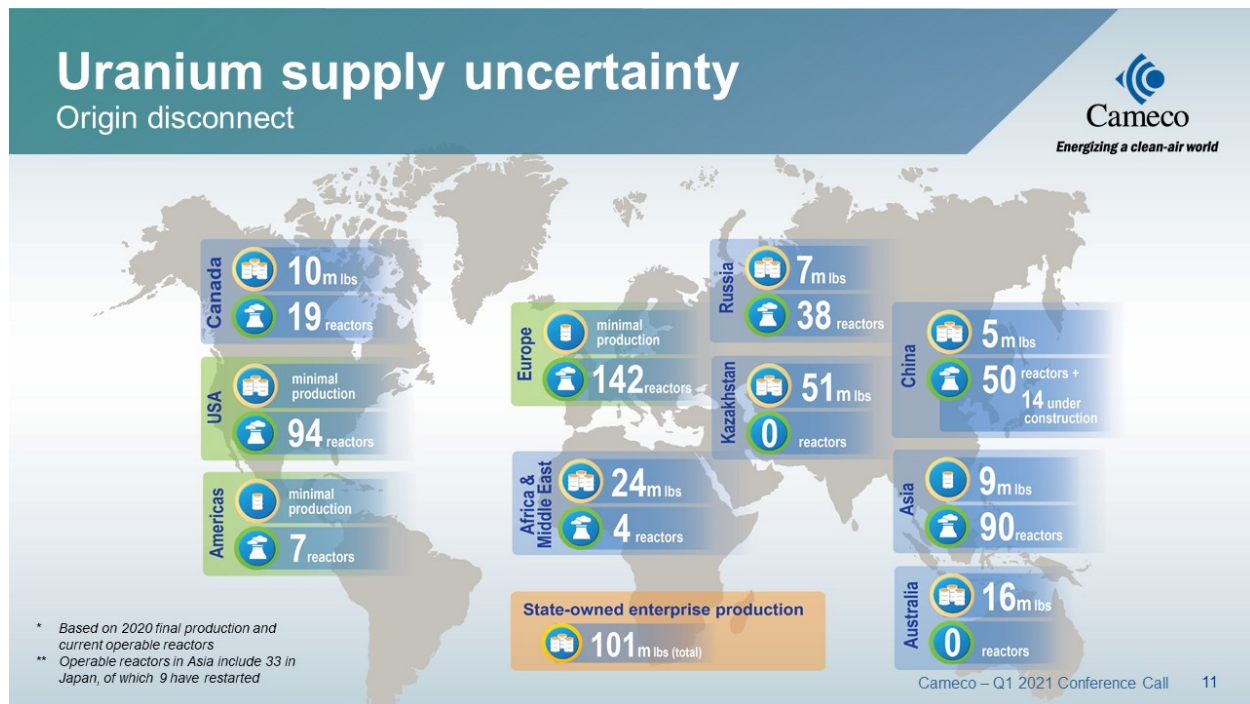 Uranium supply uncertainty
Origin disconnect
Cameco
Energizing a clean-air world
Canada
10m lbs
19 reactors
USA
minimal
production
94 reactors
Americas
minimal
production
7 reactors
Europe
minimal
production
142 reactors
Africa &
Middle East
24m lbs
4 reactors
Russia
7m lbs
38 reactors
Kazakhstan
51m lbs
0 reactors
China
5m lbs
50 reactors +
14 under
construction
Asia
9m lbs
90 reactors
Australia
16m lbs
0 reactors
State-owned enterprise production
101m lbs (total)
* Based on 2020 final production and
current operable reactors
** Operable reactors in Asia include 33 in
Japan, of which 9 have restarted
Cameco – Q1 2021 Conference Call 11